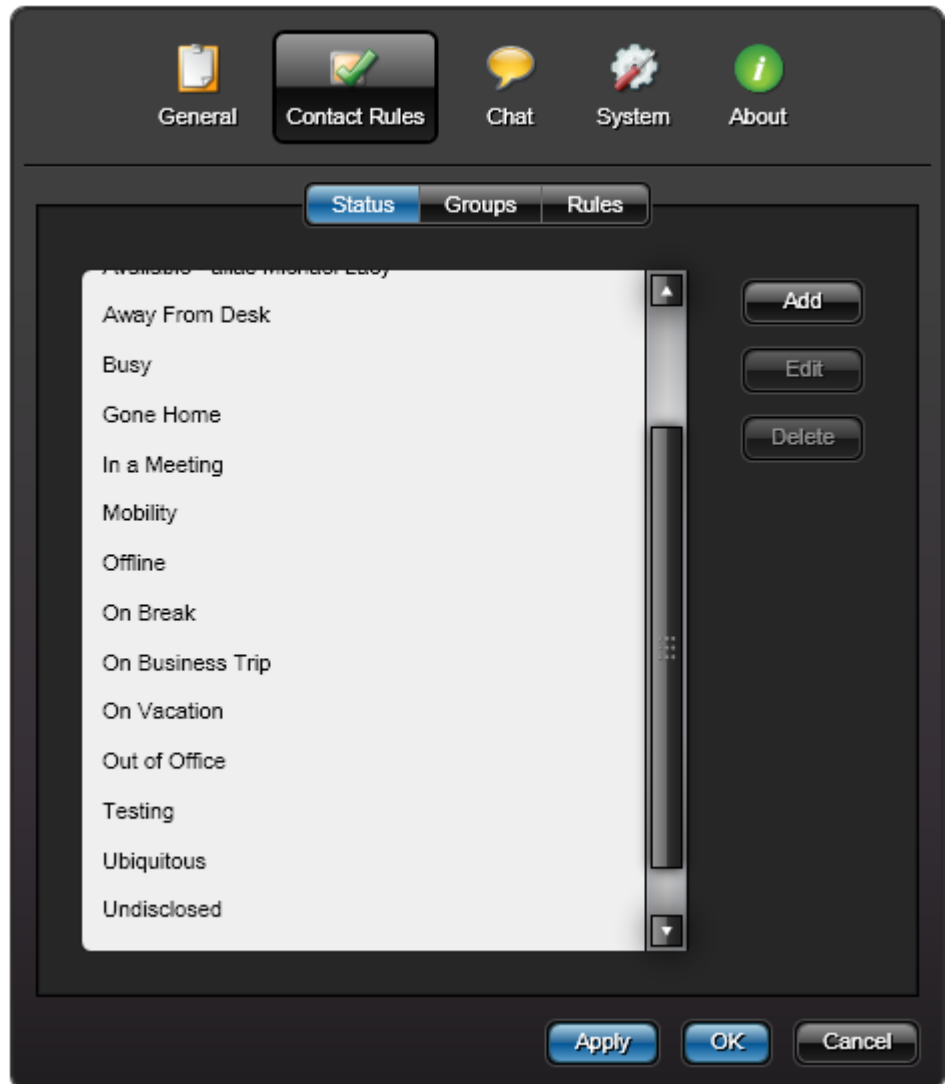 General
Contact Rules
Chat
System
About
Status
Groups
Rules
Away From Desk
Busy
Gone Home
In a Meeting
Mobility
Offline
On Break
On Business Trip
On Vacation
Out of Office
Testing
Ubiquitous
Undisclosed
Add
Edit
Delete
Apply
OK
Cancel